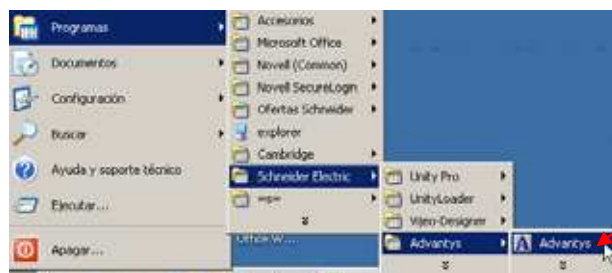 Programas
Documentos
Configuración
Buscar
Ayuda y soporte técnico
Ejecutar...
Apagar...
Accesorios
Microsoft Office
Novell (Common)
Novell SecureLogin
Ofertas Schneider
explorer
Cambridge
Schneider Electric
Office W...
Unity Pro
UnityLoader
Vijeo-Designer
Advantys
Advantys